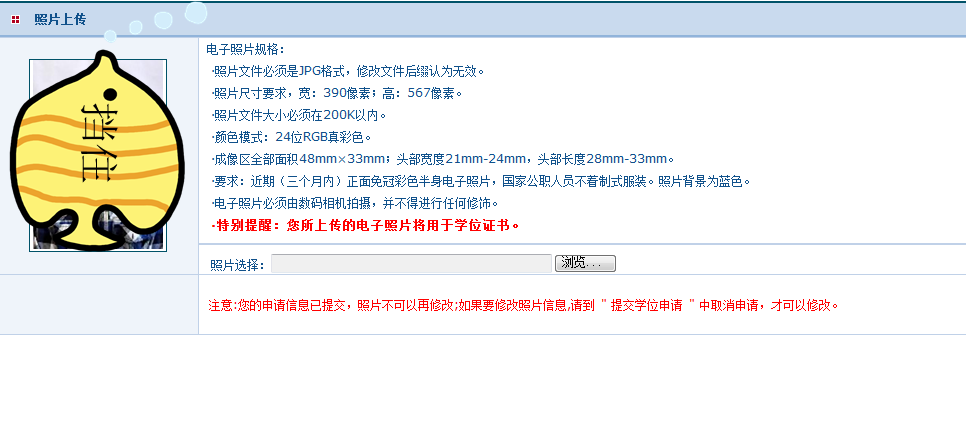 照片上传
挡住
电子照片规格：
·照片文件必须是JPG格式，修改文件后缀认为无效。
·照片尺寸要求，宽：390像素；高：567像素。
·照片文件大小必须在200K以内。
·颜色模式：24位RGB真彩色。
·成像区全部面积48mm×33mm；头部宽度21mm-24mm，头部长度28mm-33mm。
·要求：近期（三个月内）正面免冠彩色半身电子照片，国家公职人员不着制式服装。照片背景为蓝色。
·电子照片必须由数码相机拍摄，并不得进行任何修饰。
·特别提醒：您所上传的电子照片将用于学位证书。
照片选择： 浏览...
注意:您的申请信息已提交，照片不可以再修改;如果要修改照片信息,请到 " 提交学位申请 " 中取消申请，才可以修改。